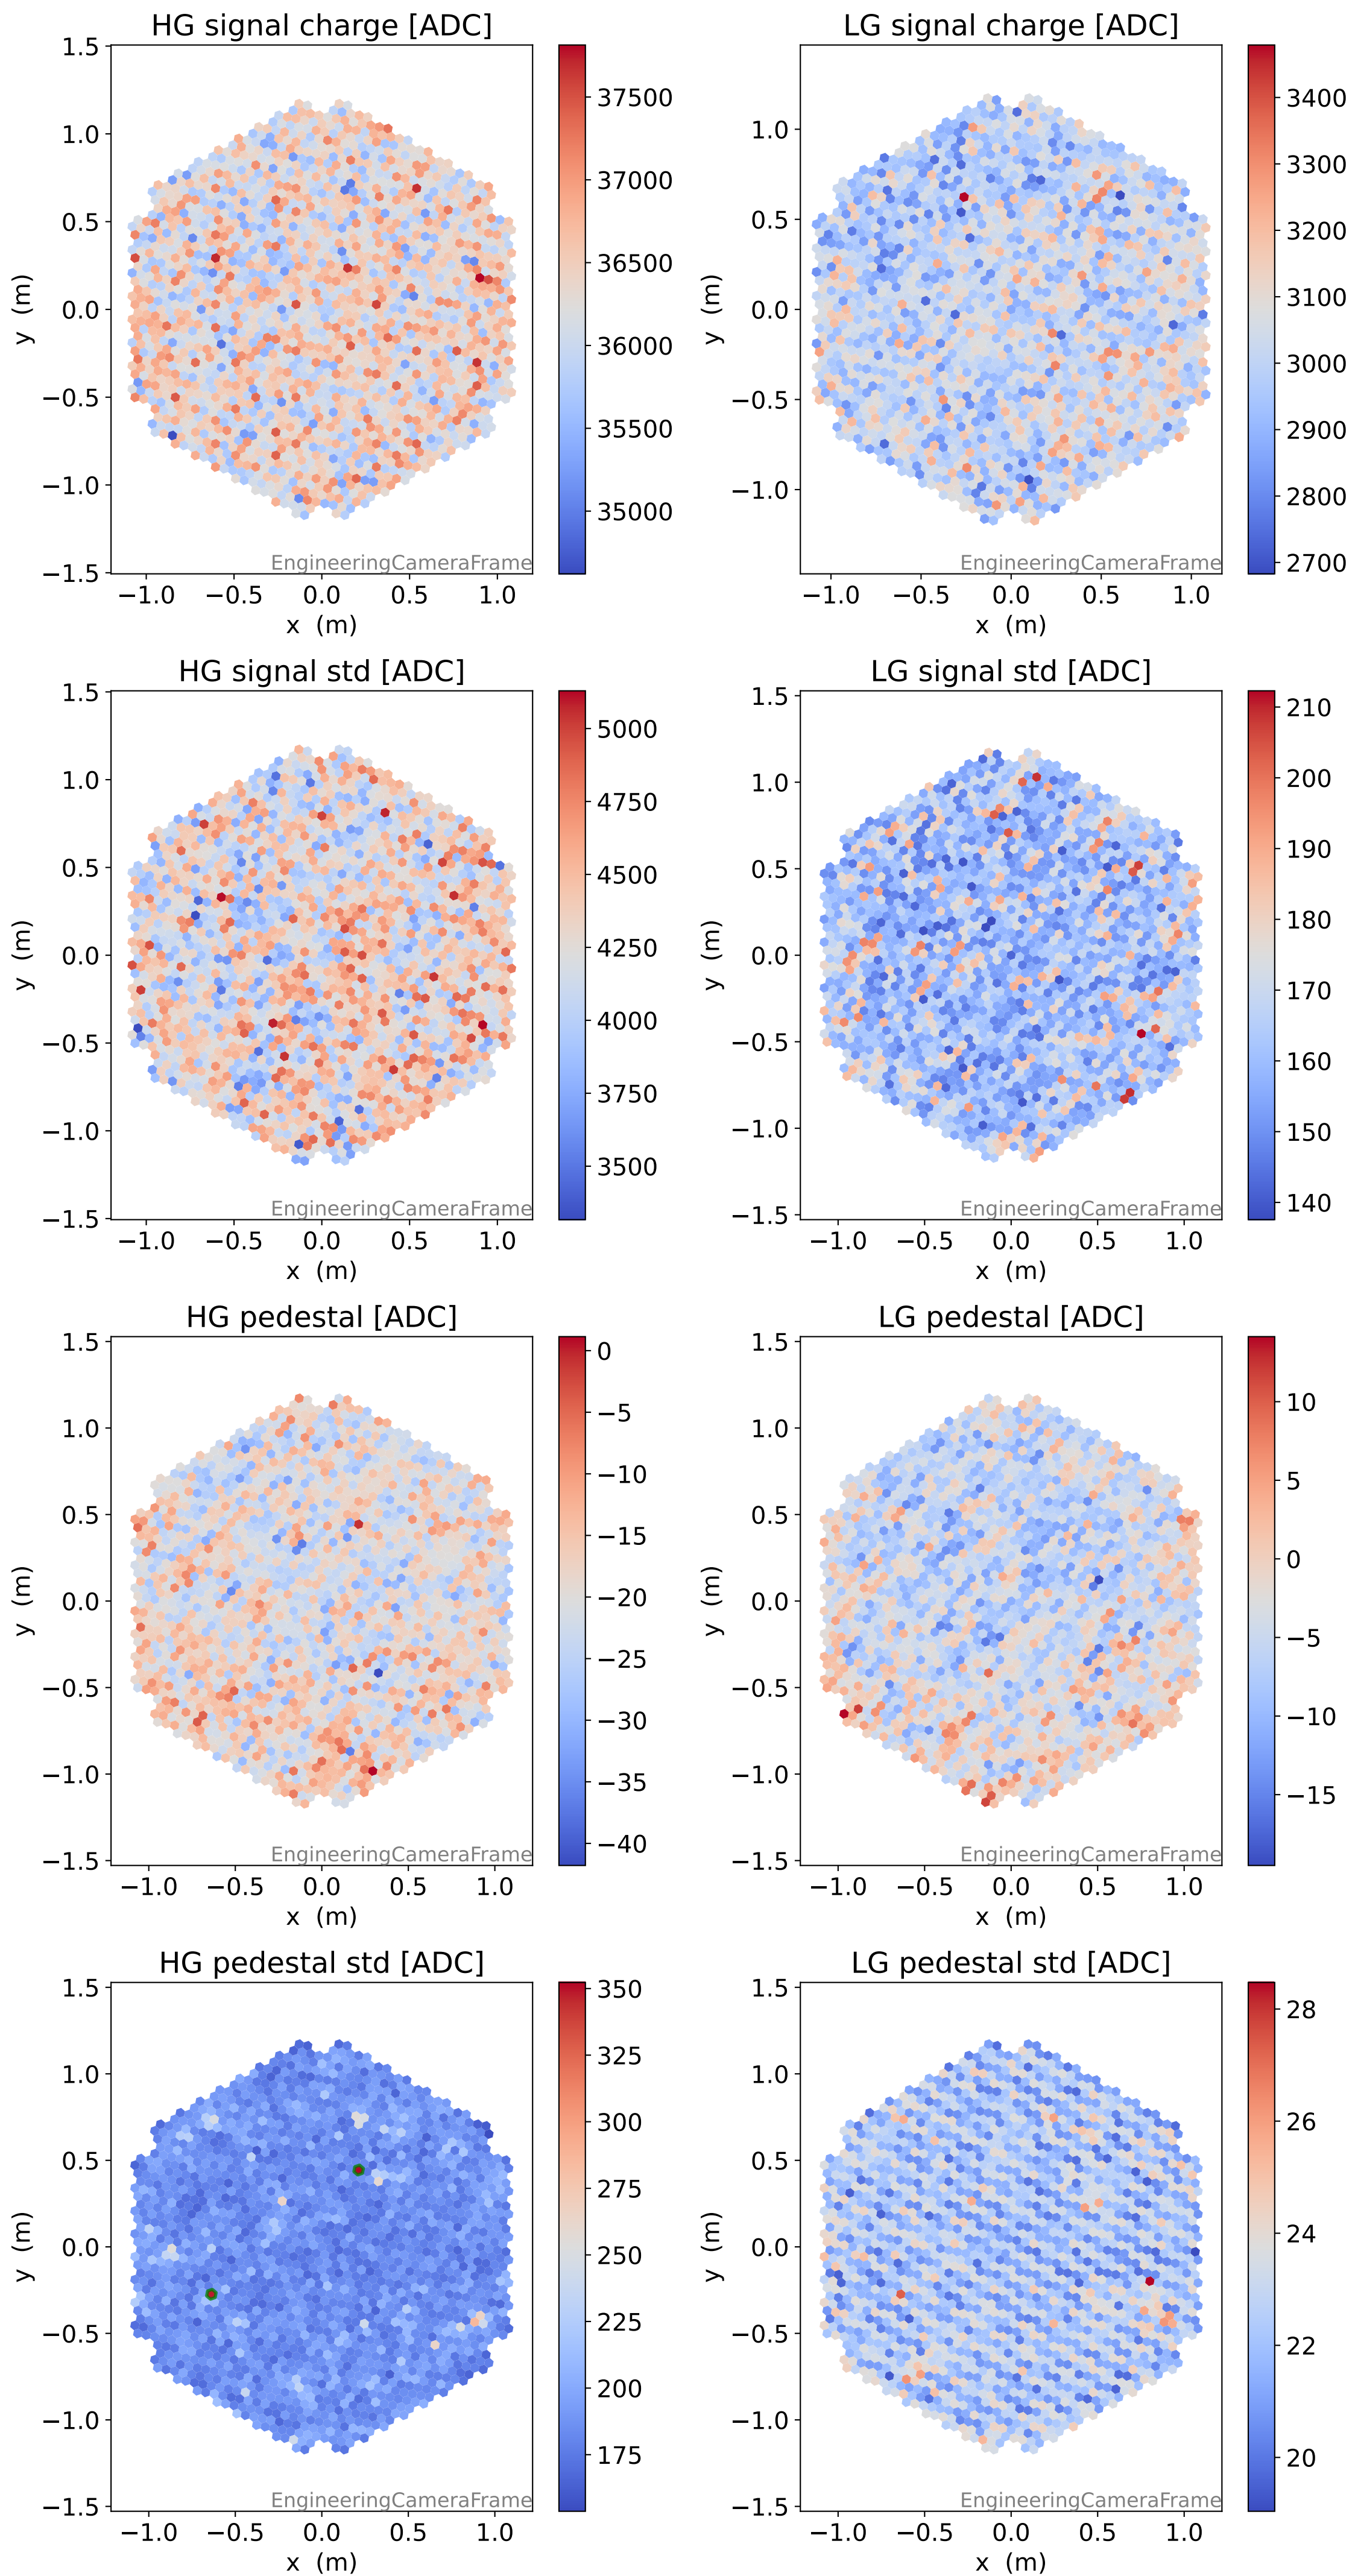 HG signal charge [ADC]
1.5
1.0
0.5
0.0
−0.5
−1.0
−1.5
y (m)
−1.0 −0.5 0.0 0.5 1.0
x (m)
EngineeringCameraFrame
37500
37000
36500
36000
35500
35000
LG signal charge [ADC]
1.0
0.5
0.0
−0.5
−1.0
y (m)
−1.0 −0.5 0.0 0.5 1.0
x (m)
EngineeringCameraFrame
3400
3300
3200
3100
3000
2900
2800
2700
HG signal std [ADC]
1.5
1.0
0.5
0.0
−0.5
−1.0
−1.5
y (m)
−1.0 −0.5 0.0 0.5 1.0
x (m)
EngineeringCameraFrame
5000
4750
4500
4250
4000
3750
3500
LG signal std [ADC]
1.5
1.0
0.5
0.0
−0.5
−1.0
−1.5
y (m)
−1.0 −0.5 0.0 0.5 1.0
x (m)
EngineeringCameraFrame
210
200
190
180
170
160
150
140
HG pedestal [ADC]
1.5
1.0
0.5
0.0
−0.5
−1.0
−1.5
y (m)
−1.0 −0.5 0.0 0.5 1.0
x (m)
EngineeringCameraFrame
0
−5
−10
−15
−20
−25
−30
−35
−40
LG pedestal [ADC]
1.5
1.0
0.5
0.0
−0.5
−1.0
−1.5
y (m)
−1.0 −0.5 0.0 0.5 1.0
x (m)
EngineeringCameraFrame
10
5
0
−5
−10
−15
HG pedestal std [ADC]
1.5
1.0
0.5
0.0
−0.5
−1.0
−1.5
y (m)
−1.0 −0.5 0.0 0.5 1.0
x (m)
EngineeringCameraFrame
350
325
300
275
250
225
200
175
LG pedestal std [ADC]
1.5
1.0
0.5
0.0
−0.5
−1.0
−1.5
y (m)
−1.0 −0.5 0.0 0.5 1.0
x (m)
EngineeringCameraFrame
28
26
24
22
20